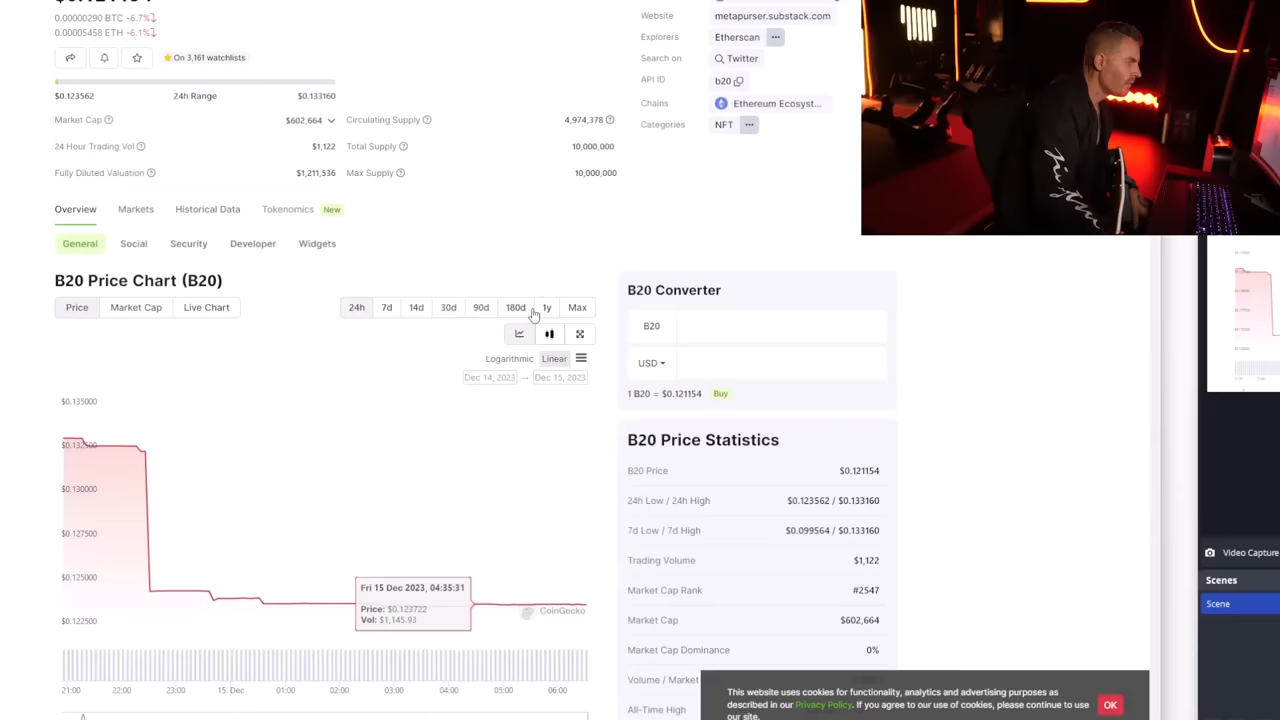 0.00000290 BTC -6.7%
0.00005458 ETH -6.1%
On 3,161 watchlists
$0.123562 24h Range $0.133160
Market Cap $602,664 Circulating Supply 4,974,378
24 Hour Trading Vol $1,122 Total Supply 10,000,000
Fully Diluted Valuation $1,211,536 Max Supply 10,000,000
Website metapurser.substack.com
Explorers Etherscan
Search on Twitter
API ID b20
Chains Ethereum Ecosyst...
Categories NFT
Overview Markets Historical Data Tokenomics New
General Social Security Developer Widgets
B20 Price Chart (B20)
Price Market Cap Live Chart 24h 7d 14d 30d 90d 180d 1y Max
Logarithmic Linear
Dec 14, 2023 → Dec 15, 2023
$0.135000
$0.132500
$0.130000
$0.127500
$0.125000
$0.122500
Fri 15 Dec 2023, 04:35:31
Price: $0.123722
Vol: $1,145.93
CoinGecko
21:00 22:00 23:00 15. Dec 01:00 02:00 03:00 04:00 05:00 06:00
B20 Converter
B20
USD
1 B20 = $0.121154 Buy
B20 Price Statistics
B20 Price $0.121154
24h Low / 24h High $0.123562 / $0.133160
7d Low / 7d High $0.099564 / $0.133160
Trading Volume $1,122
Market Cap Rank #2547
Market Cap $602,664
Market Cap Dominance 0%
Volume / Market
All-Time High
This website uses cookies for functionality, analytics and advertising purposes as
described in our Privacy Policy. If you agree to our use of cookies, please continue to use
our site.
OK
Video Capture
Scenes
Scene